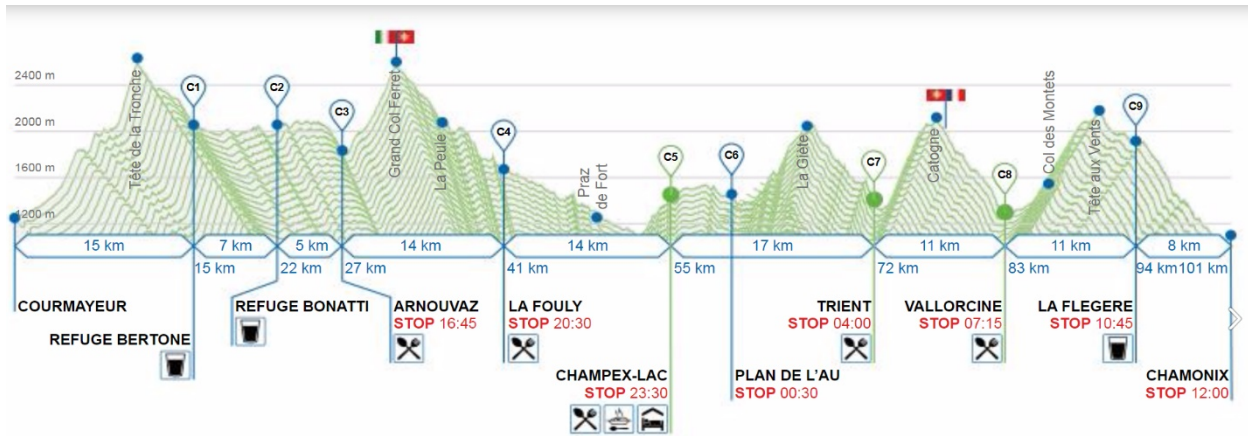 2400 m
2000 m
1600 m
1200 m
Tête de la Tronche
C1
C2
C3
Grand Col Ferret
La Peule
C4
Praz
de Fort
C5
C6
La Giète
C7
Catogne
C8
Col des Montets
Tête aux Vents
C9
15 km 7 km 5 km 14 km 14 km 17 km 11 km 11 km 8 km
15 km 22 km 27 km 41 km 55 km 72 km 83 km 94 km 101 km
COURMAYEUR
REFUGE BERTONE
REFUGE BONATTI
ARNOUVAZ
STOP 16:45
LA FOULY
STOP 20:30
CHAMPEX-LAC
STOP 23:30
PLAN DE L'AU
STOP 00:30
TRIENT
STOP 04:00
VALLORCINE
STOP 07:15
LA FLEGERE
STOP 10:45
CHAMONIX
STOP 12:00